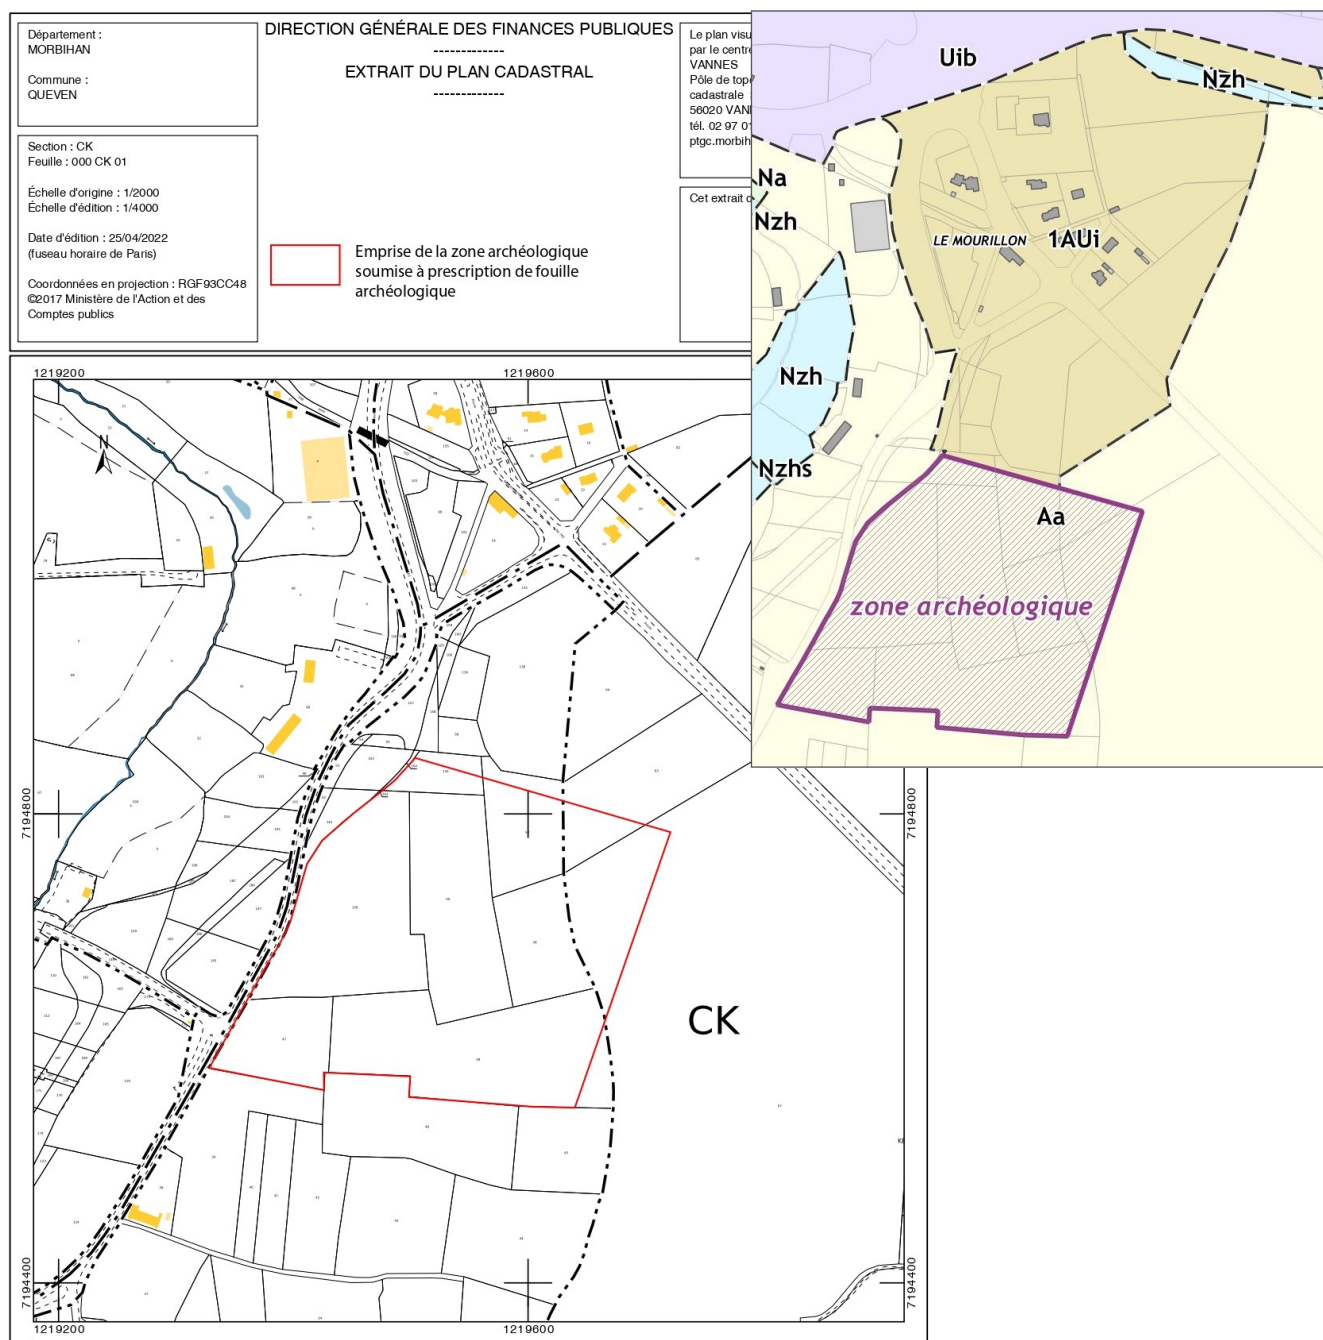 Département :
MORBIHAN
Commune :
QUEVEN
Section : CK
Feuille : 000 CK 01
Échelle d'origine : 1/2000
Échelle d'édition : 1/4000
Date d'édition : 25/04/2022
(fuseau horaire de Paris)
Coordonnées en projection : RGF93CC48
©2017 Ministère de l'Action et des
Comptes publics
DIRECTION GÉNÉRALE DES FINANCES PUBLIQUES
-------------
EXTRAIT DU PLAN CADASTRAL
-------------
Emprise de la zone archéologique
soumise à prescription de fouille
archéologique
Le plan visu
par le centre
VANNES
Pôle de top
cadastrale
56020 VAN
tél. 02 97 01
ptgc.morbih
Cet extrait
Uib
Nzh
Na
Nzh
LE MOURILLON
1AUi
Nzh
Nzhs
Aa
zone archéologique
1219200
1219600
N
7194800
7194800
CK
7194400
7194400
1219200
1219600